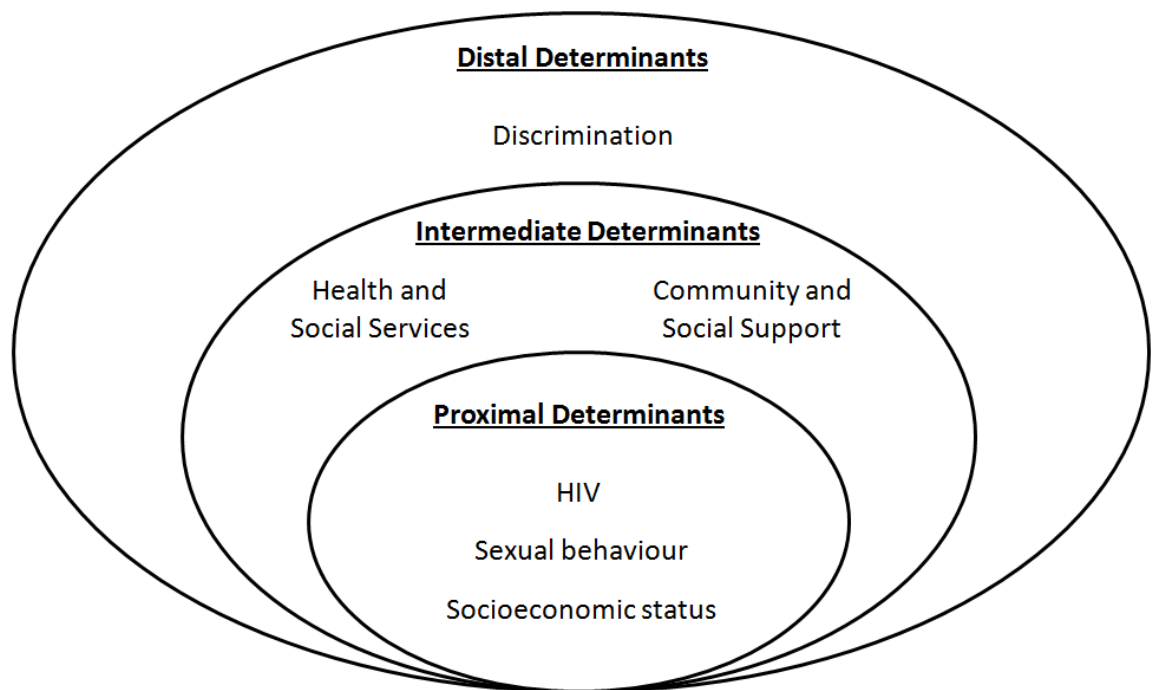 Distal Determinants
Discrimination
Intermediate Determinants
Health and
Social Services
Community and
Social Support
Proximal Determinants
HIV
Sexual behaviour
Socioeconomic status